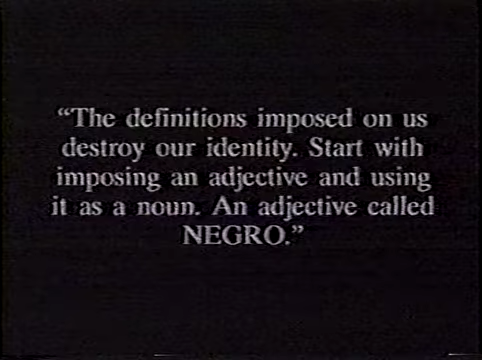 “The definitions imposed on us
destroy our identity. Start with
imposing an adjective and using
it as a noun. An adjective called
NEGRO.”